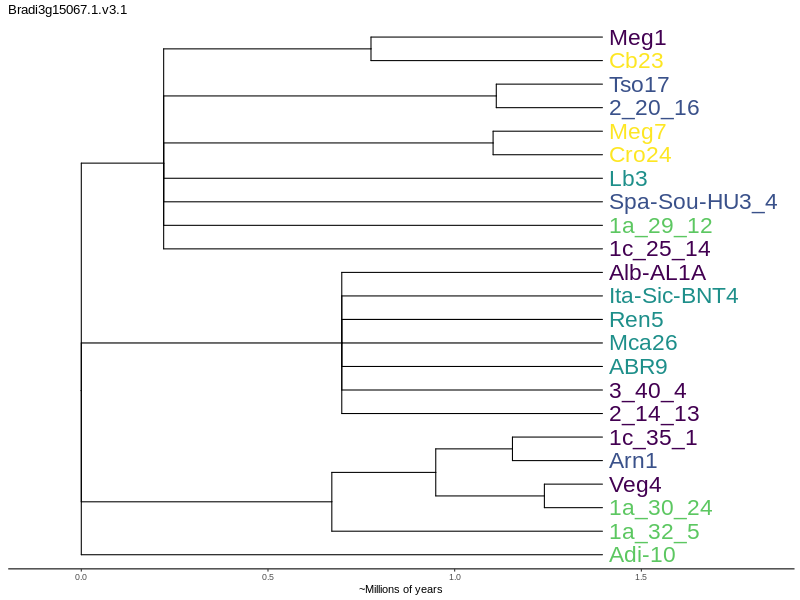 Bradi3g15067.1.v3.1
Meg1
Cb23
Tso17
2_20_16
Meg7
Cro24
Lb3
Spa-Sou-HU3_4
1a_29_12
1c_25_14
Alb-AL1A
Ita-Sic-BNT4
Ren5
Mca26
ABR9
3_40_4
2_14_13
1c_35_1
Arn1
Veg4
1a_30_24
1a_32_5
Adi-10
0.0 0.5 1.0 1.5
~Millions of years